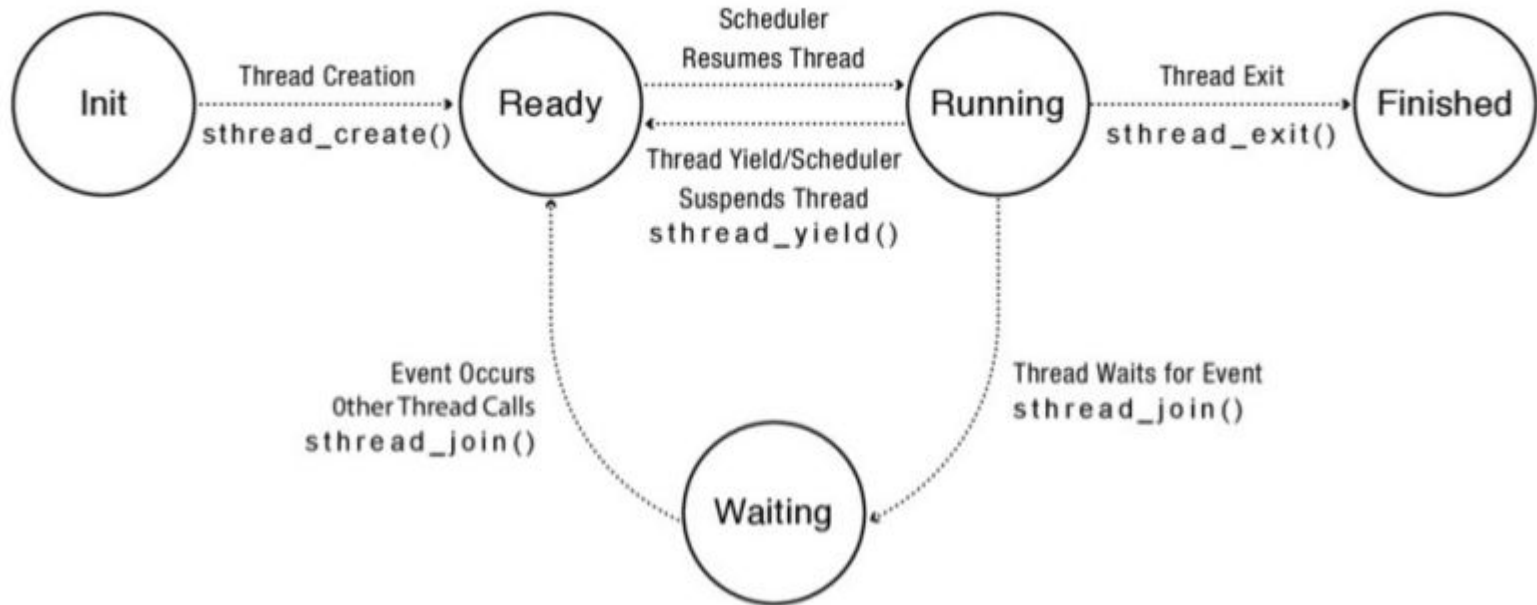 Init
Thread Creation
sthread_create()
Ready
Scheduler
Resumes Thread
Thread Yield/Scheduler
Suspends Thread
sthread_yield()
Running
Thread Exit
sthread_exit()
Finished
Event Occurs
Other Thread Calls
sthread_join()
Thread Waits for Event
sthread_join()
Waiting